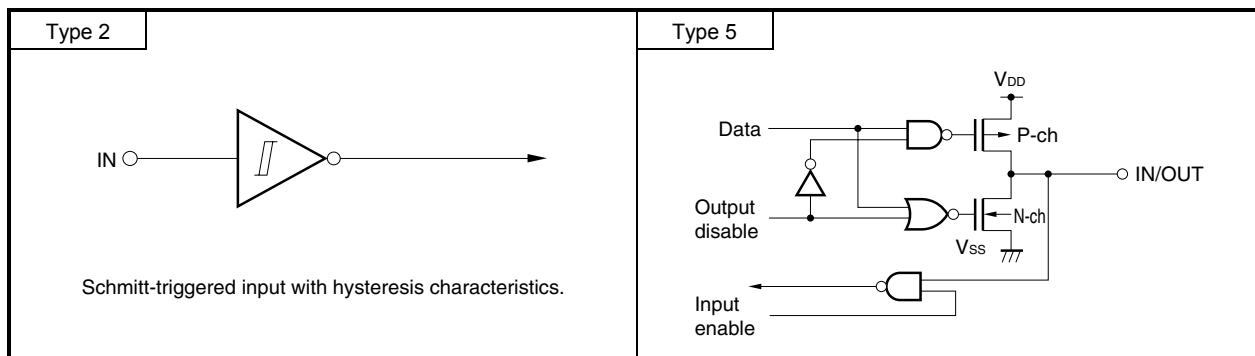 Type 2
IN
Schmitt-triggered input with hysteresis characteristics.
Type 5
VDD
Data
P-ch
IN/OUT
Output
disable
N-ch
VSS
Input
enable